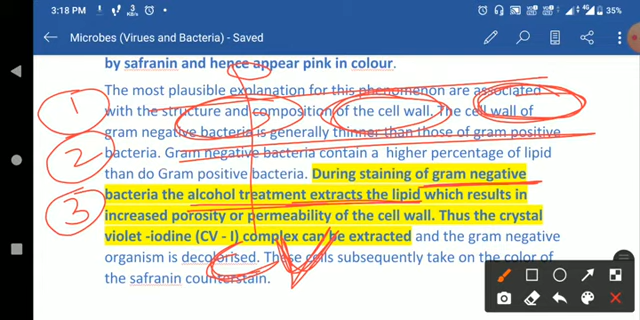 3:18 PM
3
KB/s
4G
35%
Microbes (Virues and Bacteria) - Saved
by safranin and hence appear pink in colour.
The most plausible explanation for this phenomenon are associated
with the structure and composition of the cell wall. The cell wall of
gram negative bacteria is generally thinner than those of gram positive
bacteria. Gram negative bacteria contain a higher percentage of lipid
than do Gram positive bacteria. During staining of gram negative
bacteria the alcohol treatment extracts the lipid which results in
increased porosity or permeability of the cell wall. Thus the crystal
violet -iodine (CV - I) complex can be extracted and the gram negative
organism is decolorised. These cells subsequently take on the color of
the safranin counterstain.
1
2
3